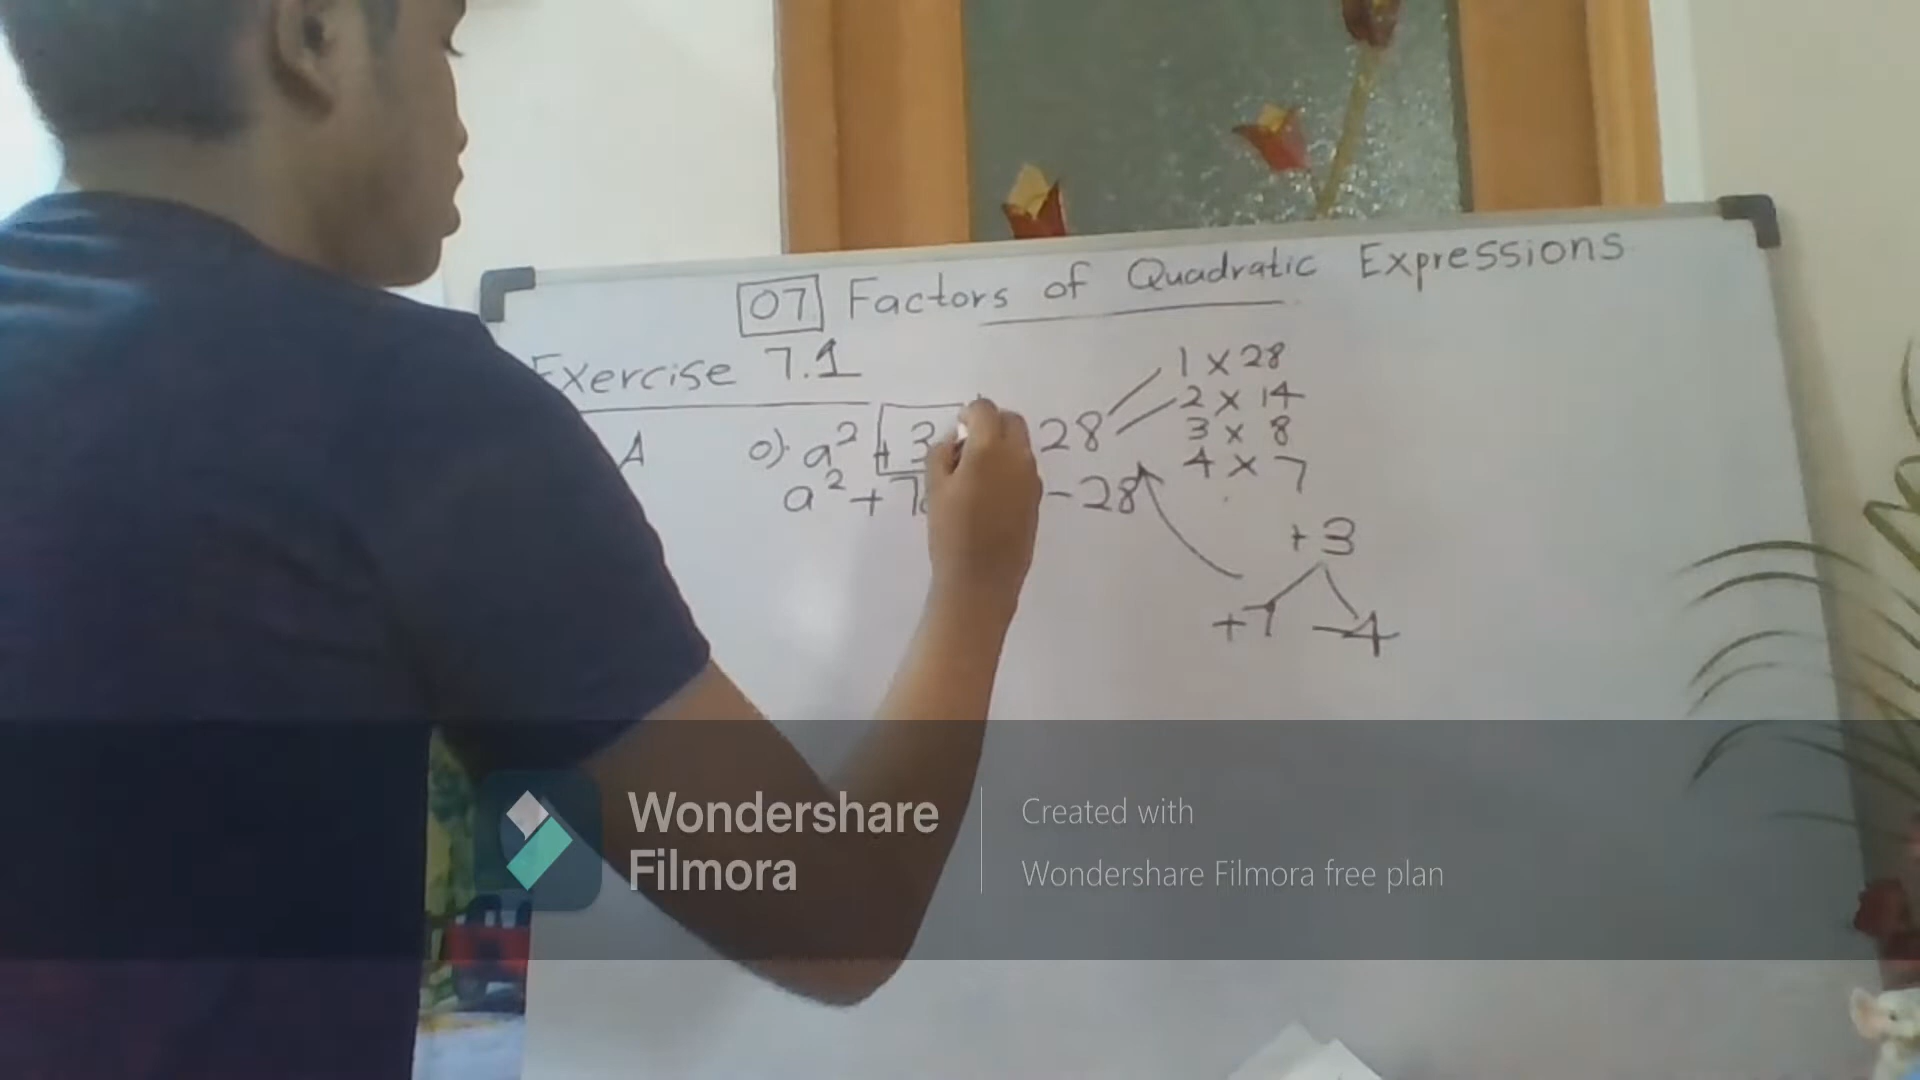 07 Factors of Quadratic Expressions
Exercise 7.1
A
o). a² + 3 28
1 x 28
2 x 14
3 x 8
4 x 7
a² + 7 - 28
+3
+7 -4
Wondershare
Filmora
Created with
Wondershare Filmora free plan